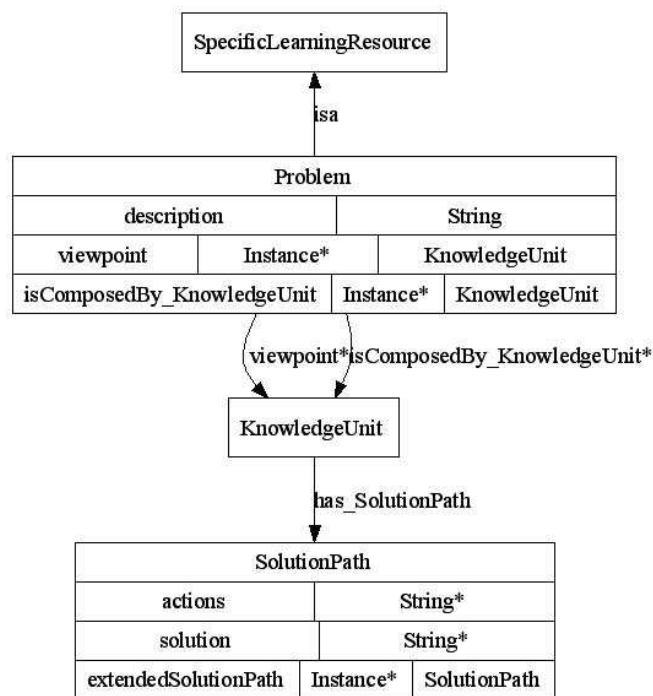 SpecificLearningResource
isa
Problem
description String
viewpoint Instance* KnowledgeUnit
isComposedBy_KnowledgeUnit Instance* KnowledgeUnit
viewpoint* isComposedBy_KnowledgeUnit*
KnowledgeUnit
has_SolutionPath
SolutionPath
actions String*
solution String*
extendedSolutionPath Instance* SolutionPath